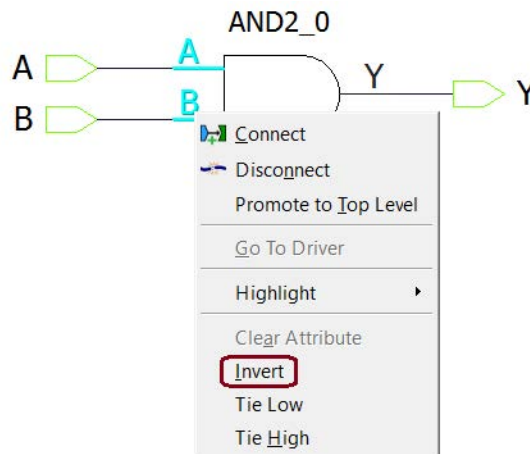 AND2_0
A A Y Y
B B
Connect
Disconnect
Promote to Top Level
Go To Driver
Highlight
Clear Attribute
Invert
Tie Low
Tie High